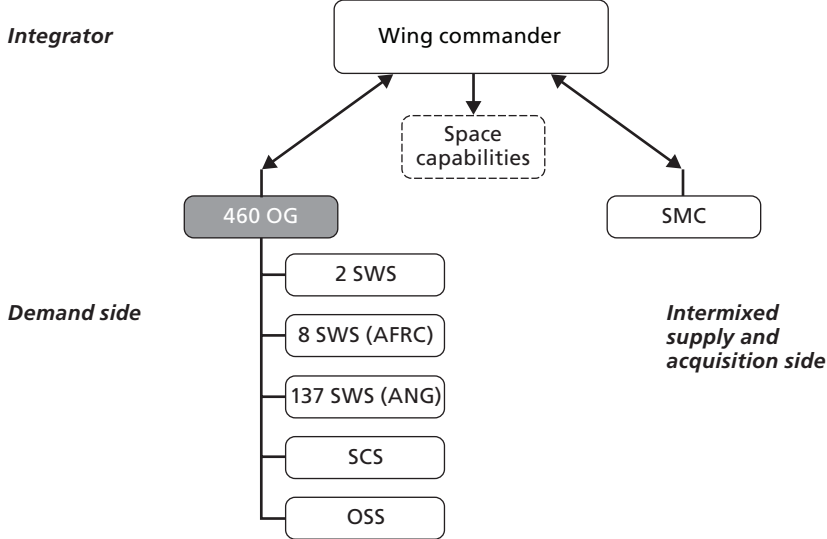 Integrator
Wing commander
Space
capabilities
460 OG
SMC
2 SWS
Demand side
8 SWS (AFRC)
Intermixed
supply and
acquisition side
137 SWS (ANG)
SCS
OSS